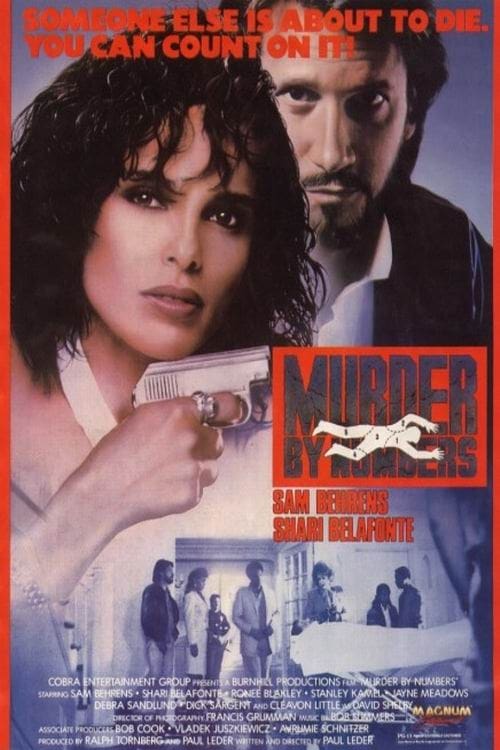 SOMEONE ELSE IS ABOUT TO DIE.
YOU CAN COUNT ON IT!
MURDER
BY NUMBERS
SAM BEHRENS
SHARI BELAFONTE
COBRA ENTERTAINMENT GROUP PRESENTS A BURNHILL PRODUCTIONS FILM "MURDER BY NUMBERS"
STARRING SAM BEHRENS · SHARI BELAFONTE · RONEE BLAKLEY · STANLEY KAMEL · JAYNE MEADOWS
DEBRA SANDLUND · DICK SARGENT AND CLEAVON LITTLE AS DAVID SHELBY
DIRECTOR OF PHOTOGRAPHY FRANCIS GRUMMAN MUSIC BY BOB SUMMERS
ASSOCIATE PRODUCERS BOB COOK · VLADEK JUSZKIEWICZ · AVRUMIE SCHNITZER
PRODUCED BY RALPH TORNBERG AND PAUL LEDER WRITTEN AND DIRECTED BY PAUL LEDER
MAGNUM